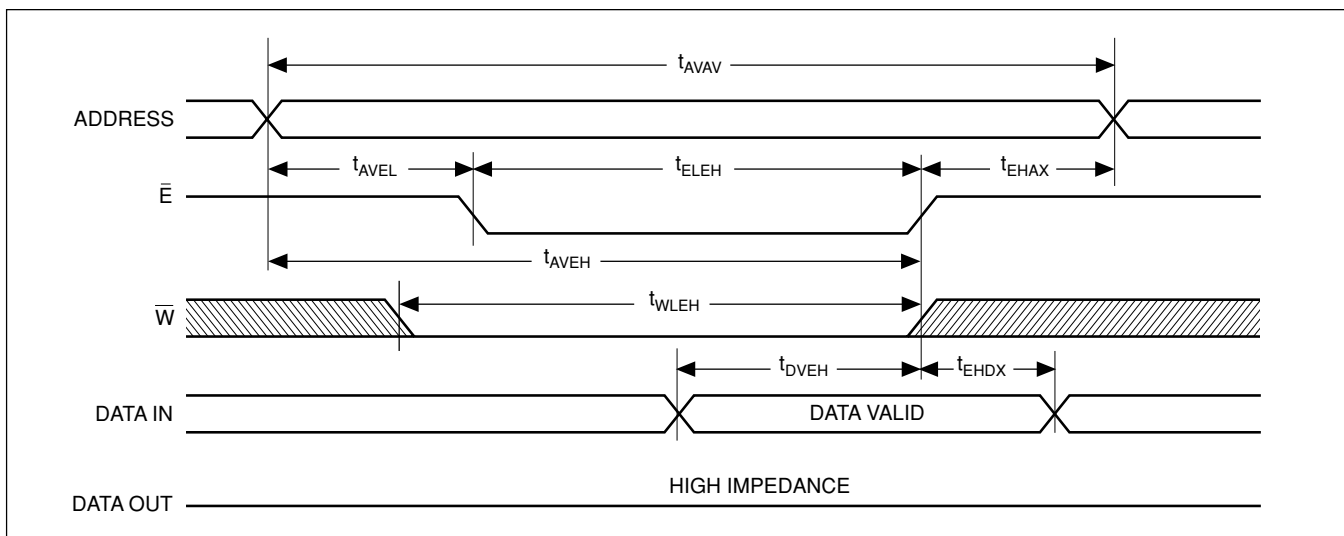 tAVAV
ADDRESS
tAVEL
tELEH
tEHAX
Ē
tAVEH
tWLEH
W̅
tDVEH
tEHDX
DATA IN
DATA VALID
HIGH IMPEDANCE
DATA OUT